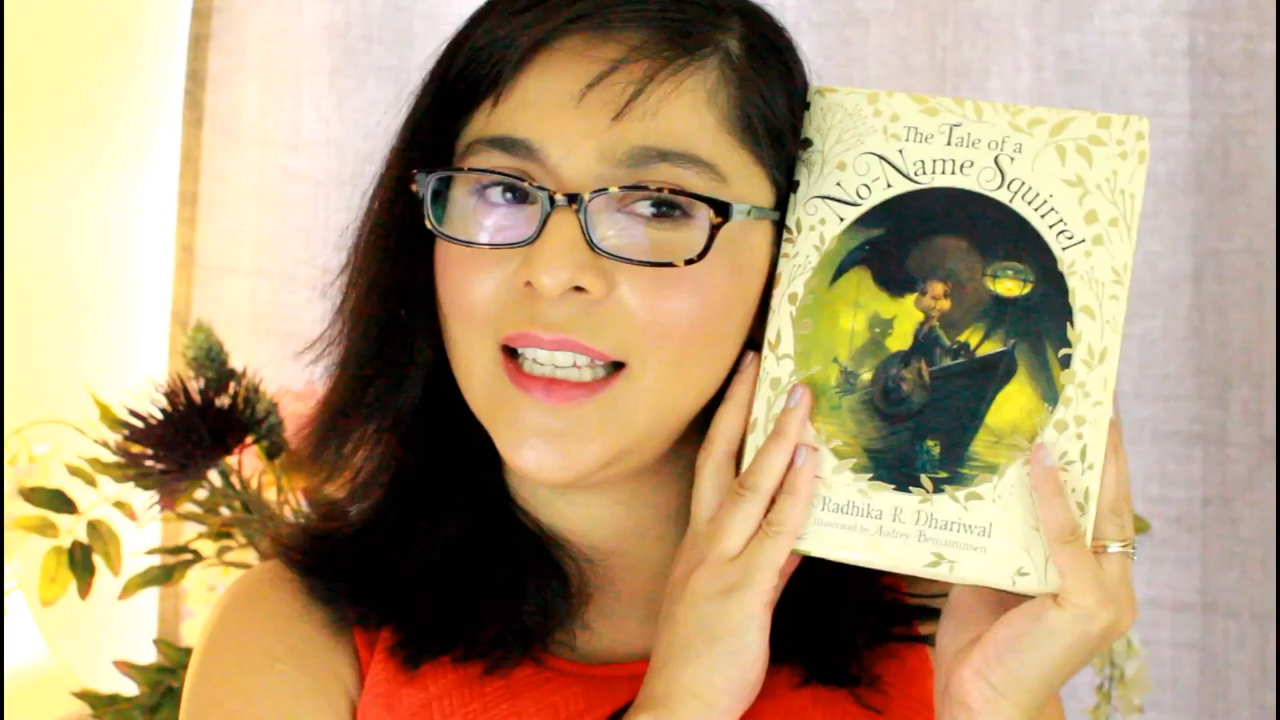 The Tale of a
No-Name Squirrel
Radhika R. Dhariwal
Illustrated by Audrey Benjaminsen